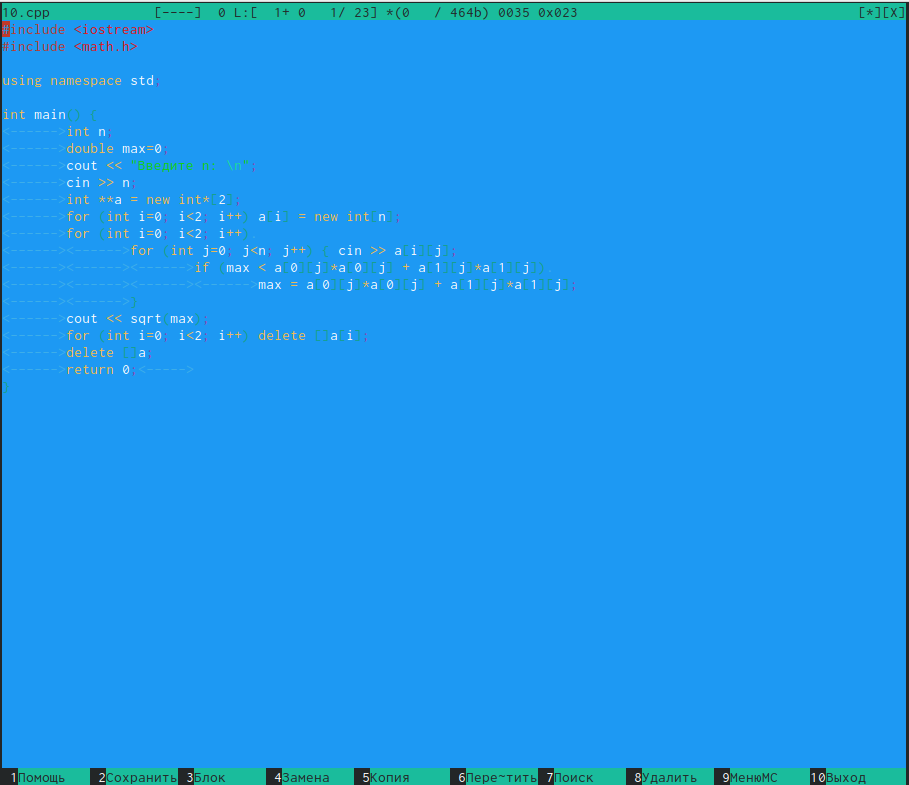 10.cpp [----] 0 L:[ 1+ 0 1/ 23] *(0 / 464b) 0035 0x023 [*][X]
#include <iostream>
#include <math.h>
using namespace std;
int main() {
<------>int n;
<------>double max=0;
<------>cout << "Введите n: \n";
<------>cin >> n;
<------>int **a = new int*[2];
<------>for (int i=0; i<2; i++) a[i] = new int[n];
<------>for (int i=0; i<2; i++)
<------><------>for (int j=0; j<n; j++) { cin >> a[i][j];
<------><------><------>if (max < a[0][j]*a[0][j] + a[1][j]*a[1][j])
<------><------><------><------>max = a[0][j]*a[0][j] + a[1][j]*a[1][j];
<------><------>}
<------>cout << sqrt(max);
<------>for (int i=0; i<2; i++) delete []a[i];
<------>delete []a;
<------>return 0;<----->
}
1Помощь 2Сохранить 3Блок 4Замена 5Копия 6Пере~тить 7Поиск 8Удалить 9МенюMC 10Выход